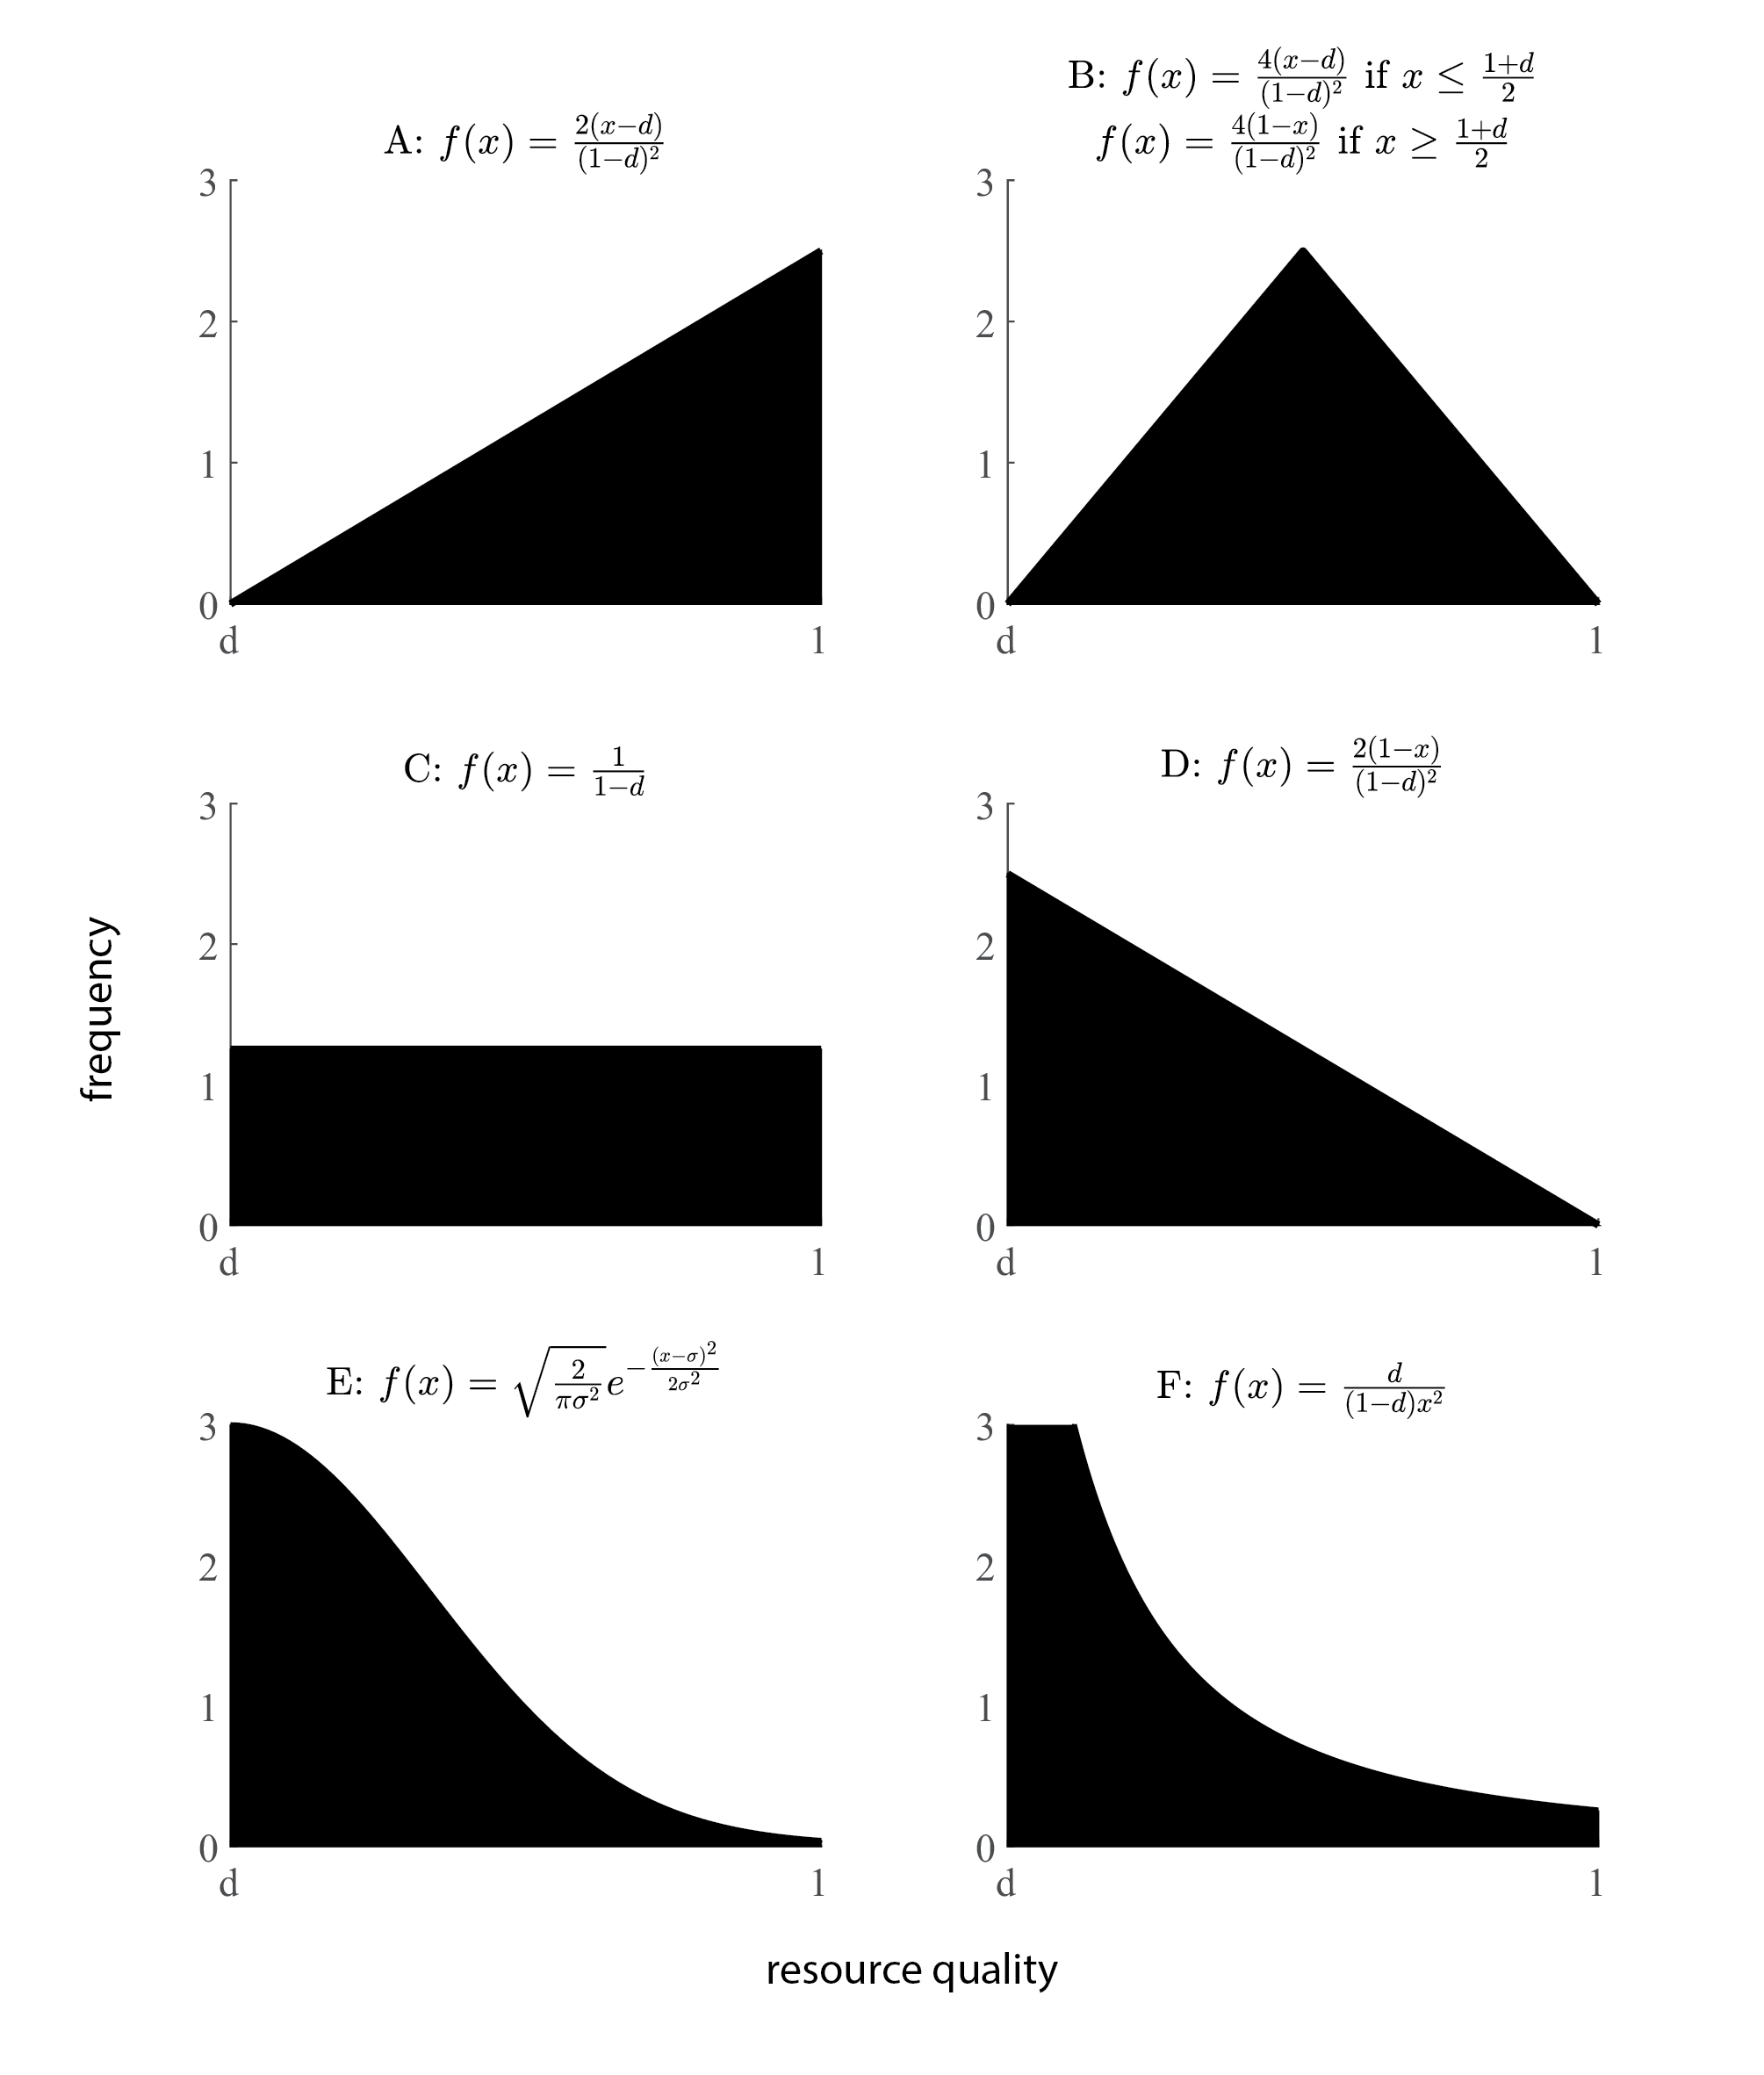 B: f(x) = 4(x−d)/(1−d)² if x ≤ (1+d)/2
A: f(x) = 2(x−d)/(1−d)²
f(x) = 4(1−x)/(1−d)² if x ≥ (1+d)/2
3
2
1
0
d 1
3
2
1
0
d 1
C: f(x) = 1/(1−d)
D: f(x) = 2(1−x)/(1−d)²
3
2
1
0
d 1
3
2
1
0
d 1
frequency
E: f(x) = √(2/(πσ²)) e^(−(x−σ)²/(2σ²))
F: f(x) = d/((1−d)x²)
3
2
1
0
d 1
3
2
1
0
d 1
resource quality